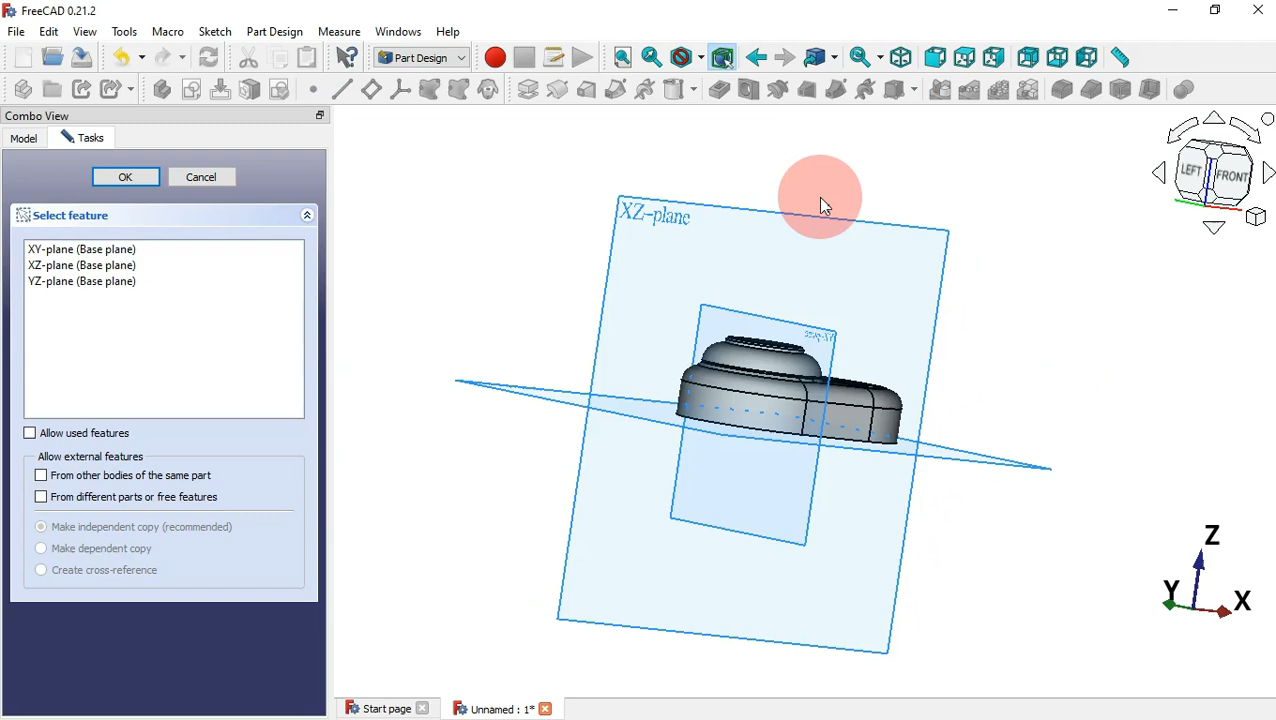 FreeCAD 0.21.2
File Edit View Tools Macro Sketch Part Design Measure Windows Help
Part Design
Combo View
Model Tasks
OK Cancel
Select feature
XY-plane (Base plane)
XZ-plane (Base plane)
YZ-plane (Base plane)
Allow used features
Allow external features
From other bodies of the same part
From different parts or free features
Make independent copy (recommended)
Make dependent copy
Create cross-reference
XZ-plane
LEFT FRONT
Z
Y X
Start page Unnamed : 1*